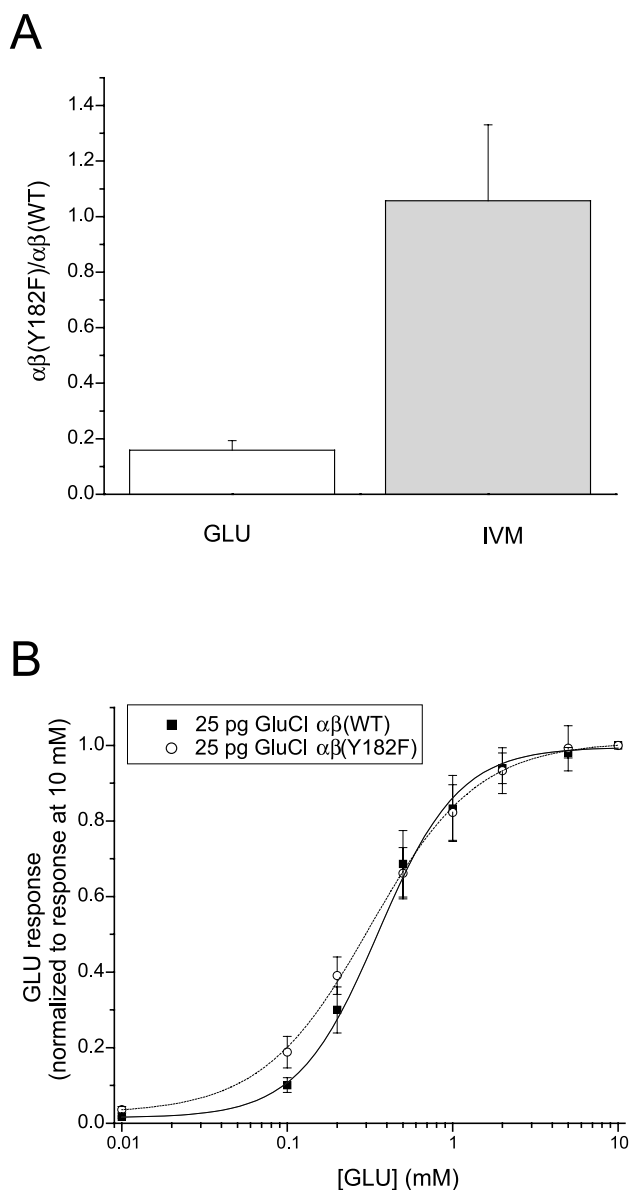 A
αβ(Y182F)/αβ(WT)
1.4
1.2
1.0
0.8
0.6
0.4
0.2
0.0
GLU IVM
B
25 pg GluCl αβ(WT)
25 pg GluCl αβ(Y182F)
GLU response
(normalized to response at 10 mM)
1.0
0.8
0.6
0.4
0.2
0.0
0.01 0.1 1 10
[GLU] (mM)